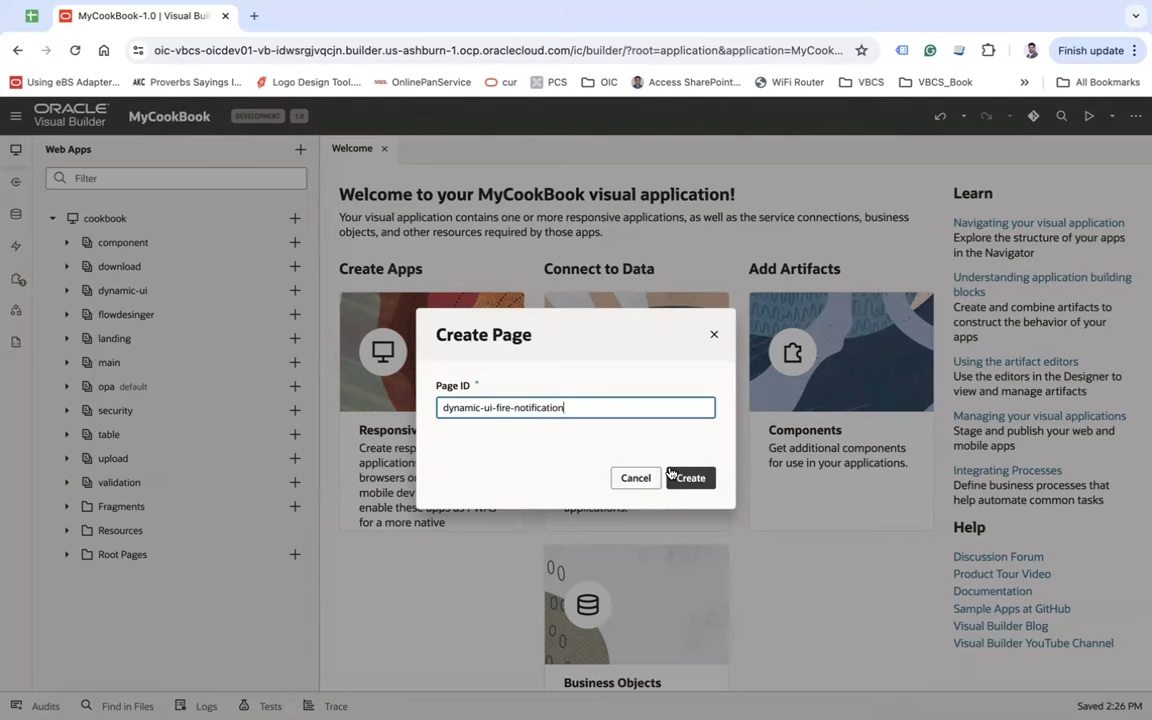 MyCookBook-1.0 | Visual Buil
oic-vbcs-oicdev01-vb-idwsrgjvqcjn.builder.us-ashburn-1.ocp.oraclecloud.com/ic/builder/?root=application&application=MyCook...
Finish update
Using eBS Adapter...
AKC Proverbs Sayings I...
Logo Design Tool....
OnlinePanService
cur
PCS
OIC
Access SharePoint...
WiFi Router
VBCS
VBCS_Book
»
All Bookmarks
ORACLE
Visual Builder
MyCookBook
DEVELOPMENT
1.0
Web Apps
Filter
cookbook
component
download
dynamic-ui
flowdesinger
landing
main
opa default
security
table
upload
validation
Fragments
Resources
Root Pages
Welcome
Welcome to your MyCookBook visual application!
Your visual application contains one or more responsive applications, as well as the service connections, business
objects, and other resources required by those apps.
Create Apps
Connect to Data
Add Artifacts
Responsiv
Create resp
applications
browsers or
mobile dev
enable these apps as PWAS
for a more native
applications.
Business Objects
Components
Get additional components
for use in your applications.
Create Page
Page ID *
dynamic-ui-fire-notification
Cancel
Create
Learn
Navigating your visual application
Explore the structure of your apps
in the Navigator
Understanding application building
blocks
Create and combine artifacts to
construct the behavior of your
app
Using the artifact editors
Use the editors in the Designer to
view and manage artifacts
Managing your visual applications
Stage and publish your web and
mobile apps
Integrating Processes
Define business processes that
help automate common tasks
Help
Discussion Forum
Product Tour Video
Documentation
Sample Apps at GitHub
Visual Builder Blog
Visual Builder YouTube Channel
Audits
Find in Files
Logs
Tests
Trace
Saved 2:26 PM